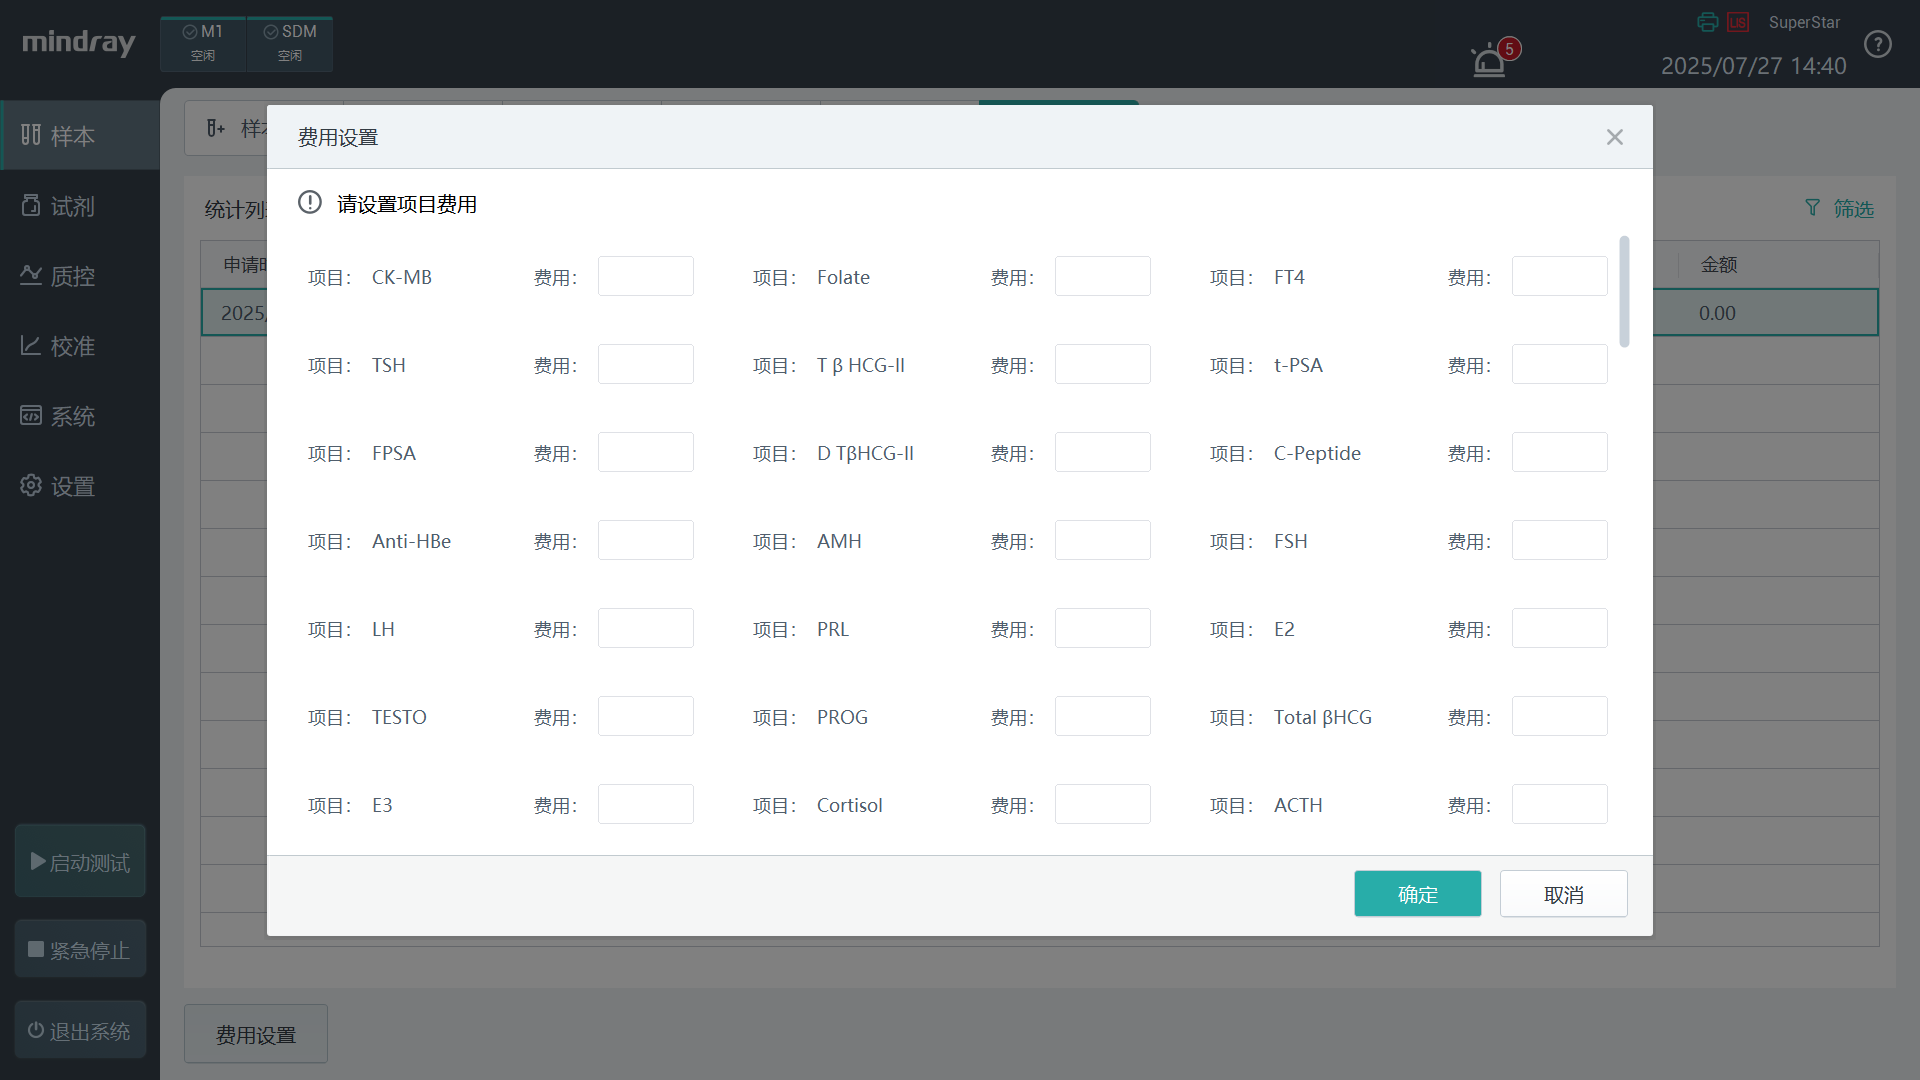 mindray
M1
空闲
SDM
空闲
5
LIS
SuperStar
2025/07/27 14:40
?
样本
试剂
质控
校准
系统
设置
启动测试
紧急停止
退出系统
统计列
筛选
金额
2025/
0.00
费用设置
费用设置
请设置项目费用
项目： CK-MB 费用： 项目： Folate 费用： 项目： FT4 费用：
项目： TSH 费用： 项目： T β HCG-II 费用： 项目： t-PSA 费用：
项目： FPSA 费用： 项目： D TβHCG-II 费用： 项目： C-Peptide 费用：
项目： Anti-HBe 费用： 项目： AMH 费用： 项目： FSH 费用：
项目： LH 费用： 项目： PRL 费用： 项目： E2 费用：
项目： TESTO 费用： 项目： PROG 费用： 项目： Total βHCG 费用：
项目： E3 费用： 项目： Cortisol 费用： 项目： ACTH 费用：
确定
取消